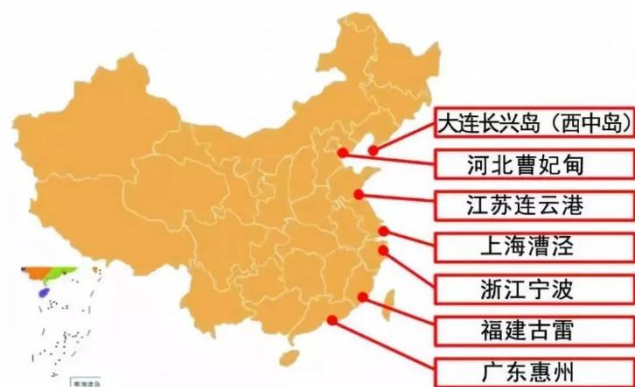 大连长兴岛（西中岛）
河北曹妃甸
江苏连云港
上海漕泾
浙江宁波
福建古雷
广东惠州